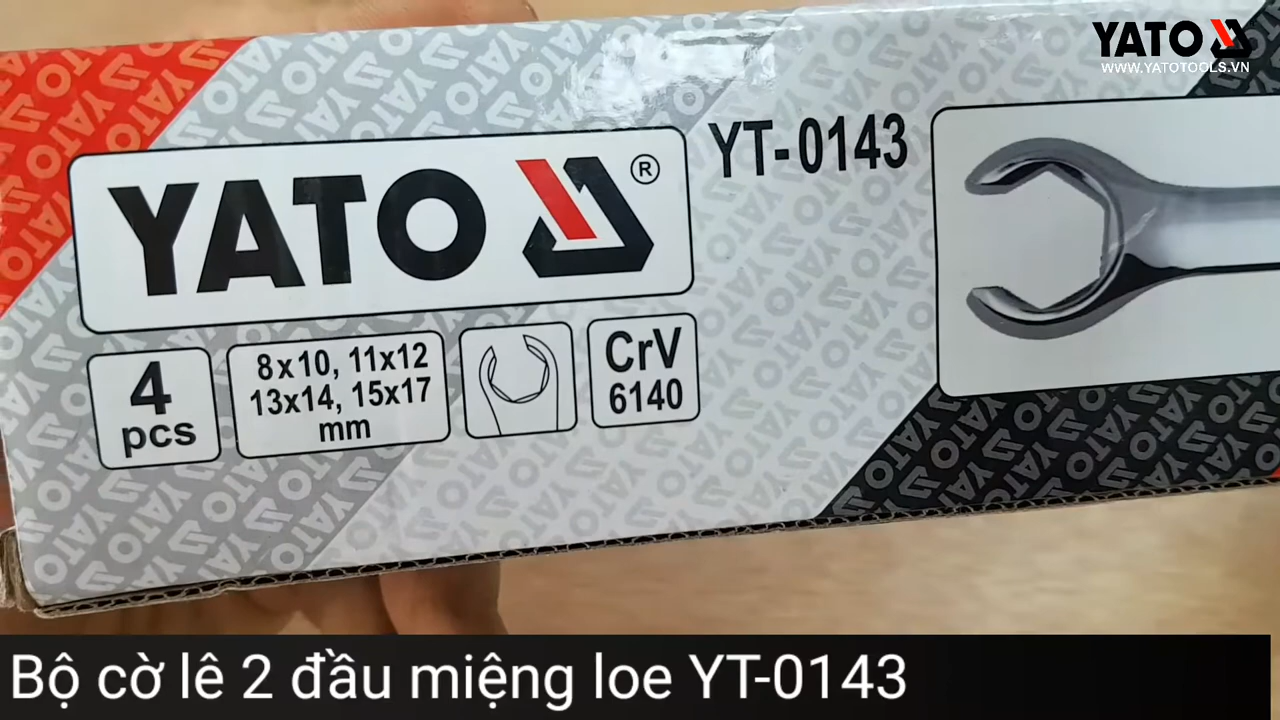 YATO
WWW.YATOTOOLS.VN
YATO ®
YT-0143
4
pcs
8x10, 11x12
13x14, 15x17
mm
CrV
6140
Bộ cờ lê 2 đầu miệng loe YT-0143